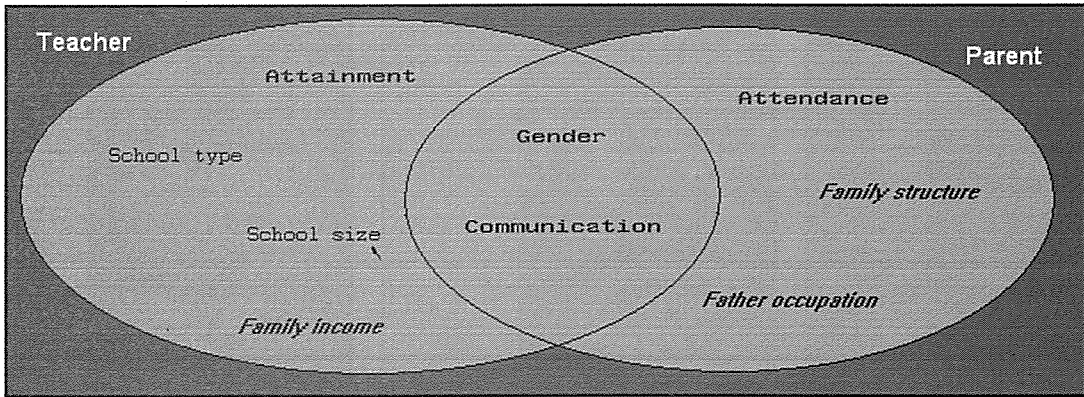 Teacher
Parent
Attainment
Attendance
Gender
School type
Family structure
Communication
School size
Father occupation
Family income